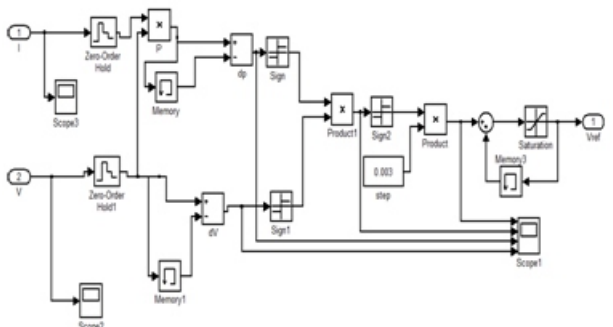 1
I
Zero-Order
Hold
Scope3
×
P
Memory
+
−
dp
Sign
×
Product1
Sign2
×
Product
0.003
step
Saturation
1
Vref
Memory3
2
V
Zero-Order
Hold1
+
−
dV
Sign1
Memory1
Scope1
Scope2